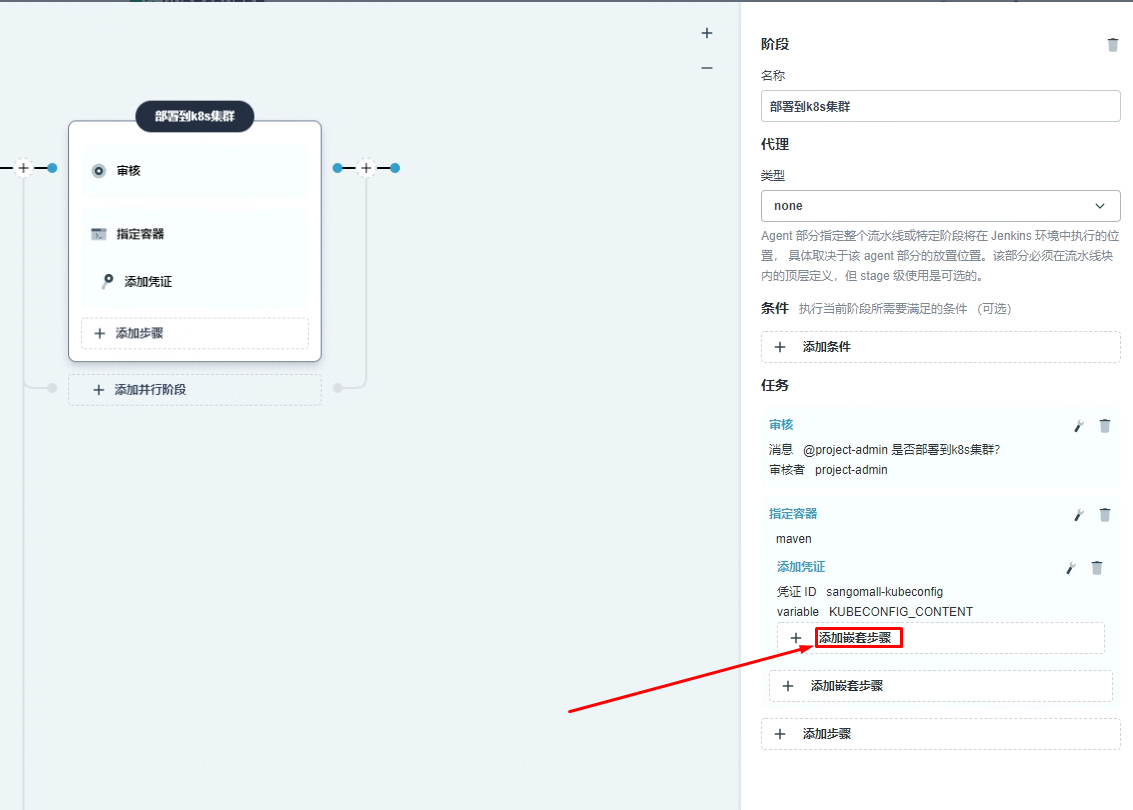 部署到k8s集群
审核
指定容器
添加凭证
添加步骤
添加并行阶段
阶段
名称
部署到k8s集群
代理
类型
none
Agent 部分指定整个流水线或特定阶段将在 Jenkins 环境中执行的位
置， 具体取决于该 agent 部分的放置位置。该部分必须在流水线块
内的顶层定义，但 stage 级使用是可选的。
条件 执行当前阶段所需要满足的条件 （可选）
添加条件
任务
审核
消息 @project-admin 是否部署到k8s集群?
审核者 project-admin
指定容器
maven
添加凭证
凭证 ID sangomall-kubeconfig
variable KUBECONFIG_CONTENT
添加嵌套步骤
添加嵌套步骤
添加步骤